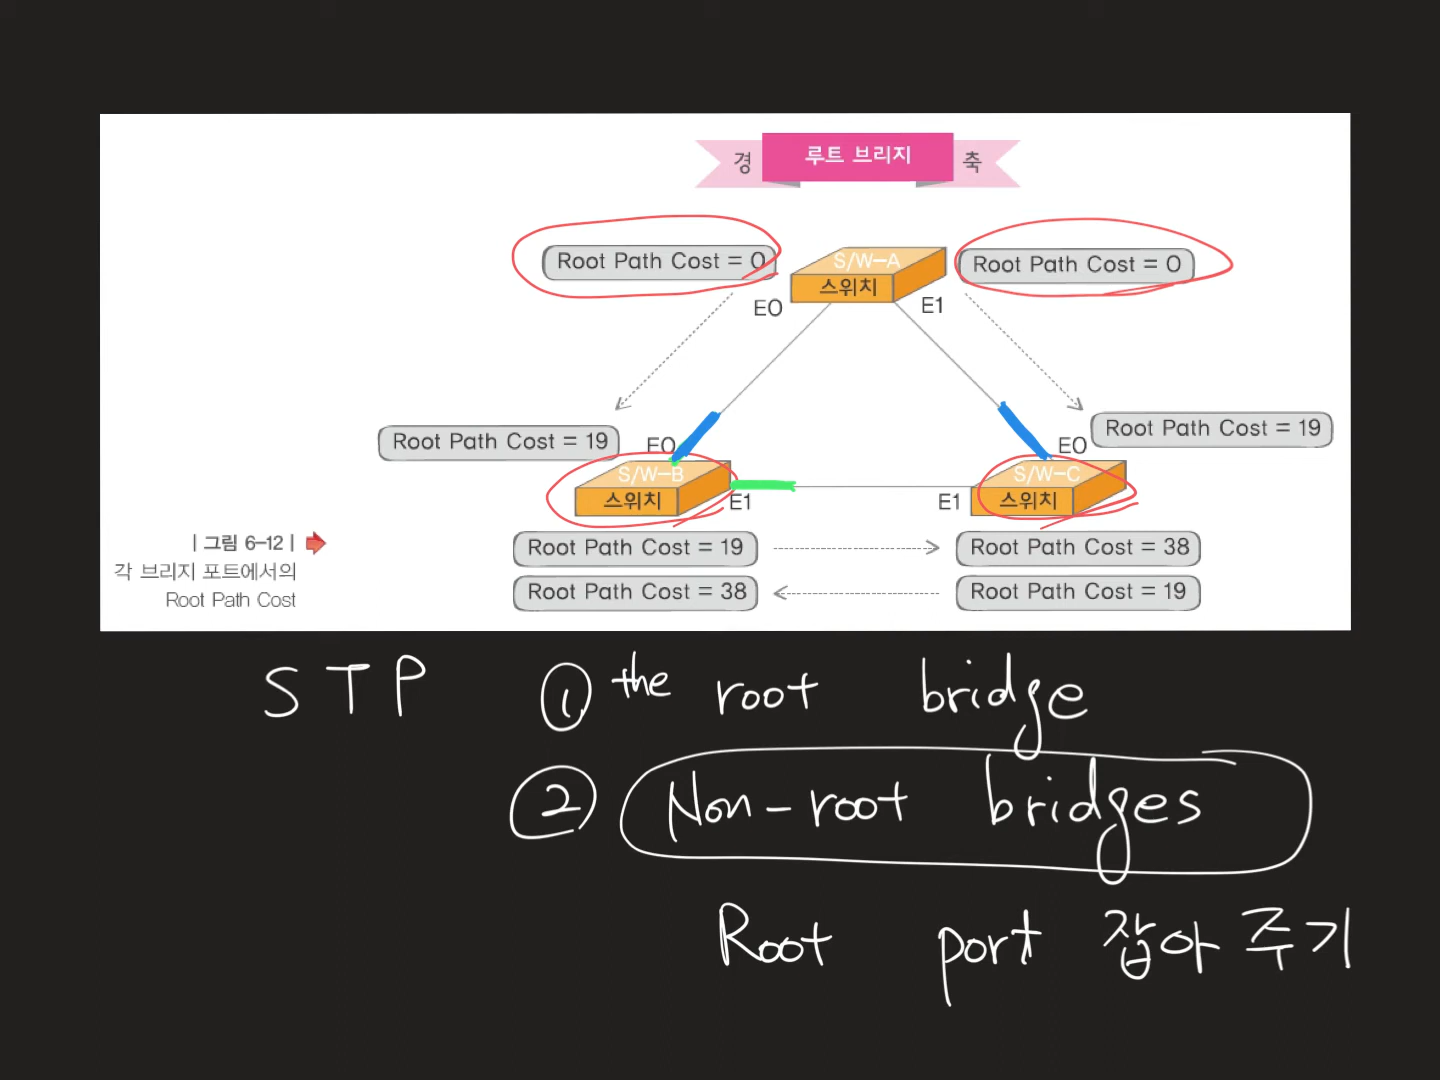 경 루트 브리지 축
Root Path Cost = 0
S/W-A
Root Path Cost = 0
스위치
E0
E1
Root Path Cost = 19
E0
E0
Root Path Cost = 19
S/W-B
S/W-C
스위치
E1
E1
스위치
| 그림 6-12 |
각 브리지 포트에서의
Root Path Cost
Root Path Cost = 19
Root Path Cost = 38
Root Path Cost = 38
Root Path Cost = 19
STP ① the root bridge
② Non-root bridges
Root port 잡아 주기